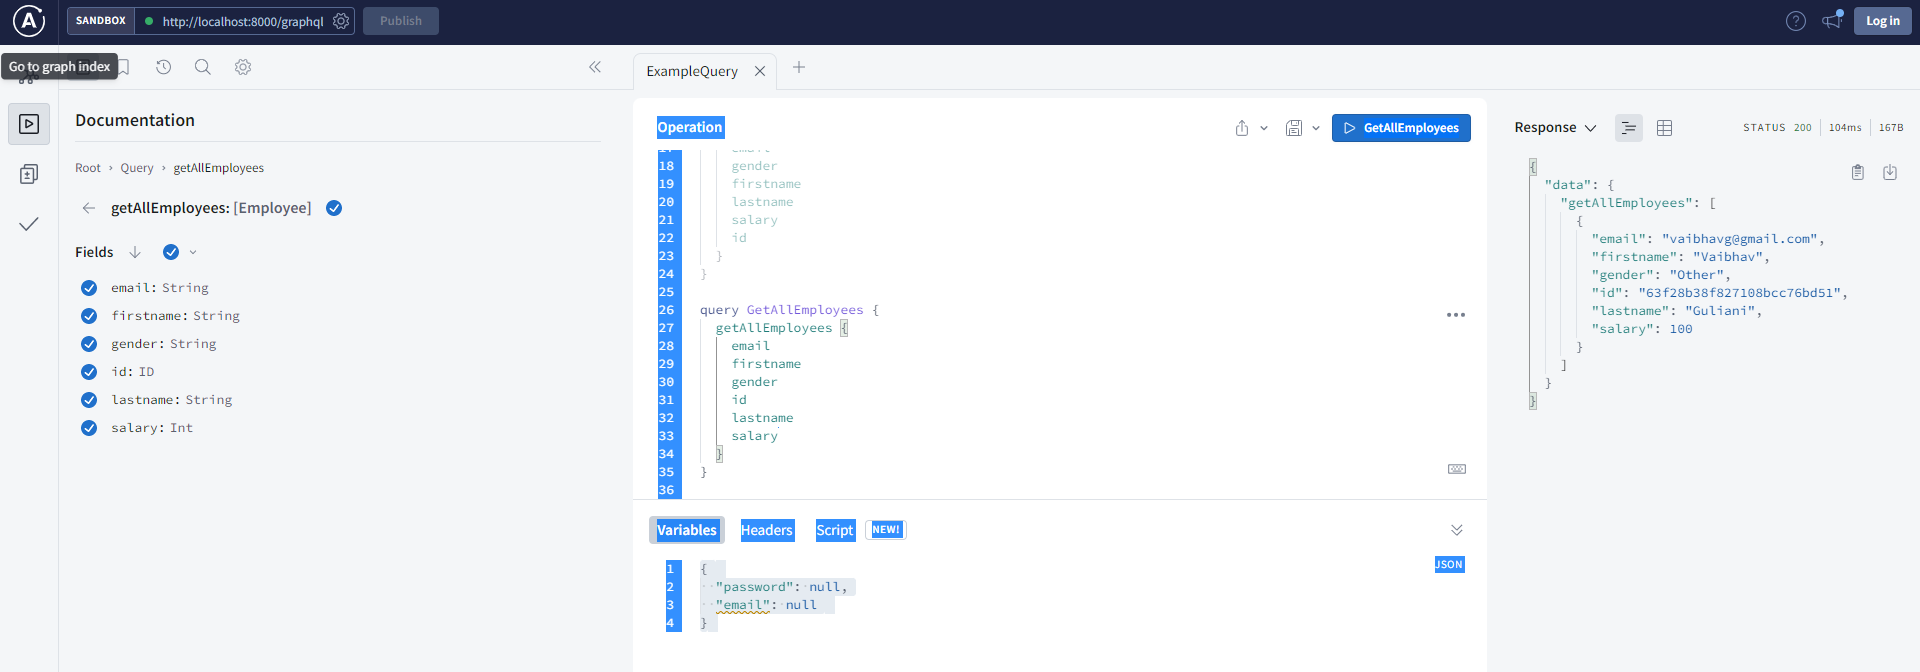 A SANDBOX http://localhost:8000/graphql Publish ? Log in
Go to graph index
ExampleQuery
Documentation
Root › Query › getAllEmployees
getAllEmployees: [Employee]
Fields
email: String
firstname: String
gender: String
id: ID
lastname: String
salary: Int
Operation
GetAllEmployees
17 email
18 gender
19 firstname
20 lastname
21 salary
22 id
23 }
24 }
25
26 query GetAllEmployees {
27 getAllEmployees {
28 email
29 firstname
30 gender
31 id
32 lastname
33 salary
34 }
35 }
36
Variables Headers Script NEW!
JSON
1 {
2 "password": null,
3 "email": null
4 }
Response STATUS 200 104ms 167B
{
"data": {
"getAllEmployees": [
{
"email": "vaibhavg@gmail.com",
"firstname": "Vaibhav",
"gender": "Other",
"id": "63f28b38f827108bcc76bd51",
"lastname": "Guliani",
"salary": 100
}
]
}
}